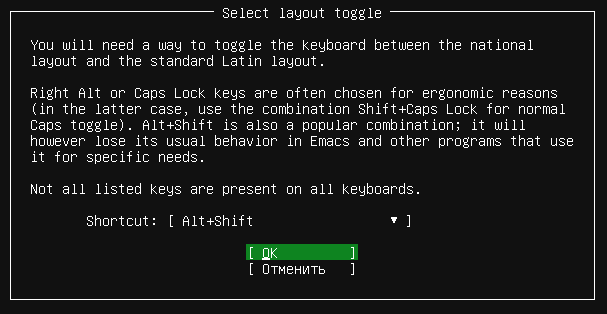 Select layout toggle
You will need a way to toggle the keyboard between the national
layout and the standard Latin layout.
Right Alt or Caps Lock keys are often chosen for ergonomic reasons
(in the latter case, use the combination Shift+Caps Lock for normal
Caps toggle). Alt+Shift is also a popular combination; it will
however lose its usual behavior in Emacs and other programs that use
it for specific needs.
Not all listed keys are present on all keyboards.
Shortcut: [ Alt+Shift ▼ ]
[ OK ]
[ Отменить ]